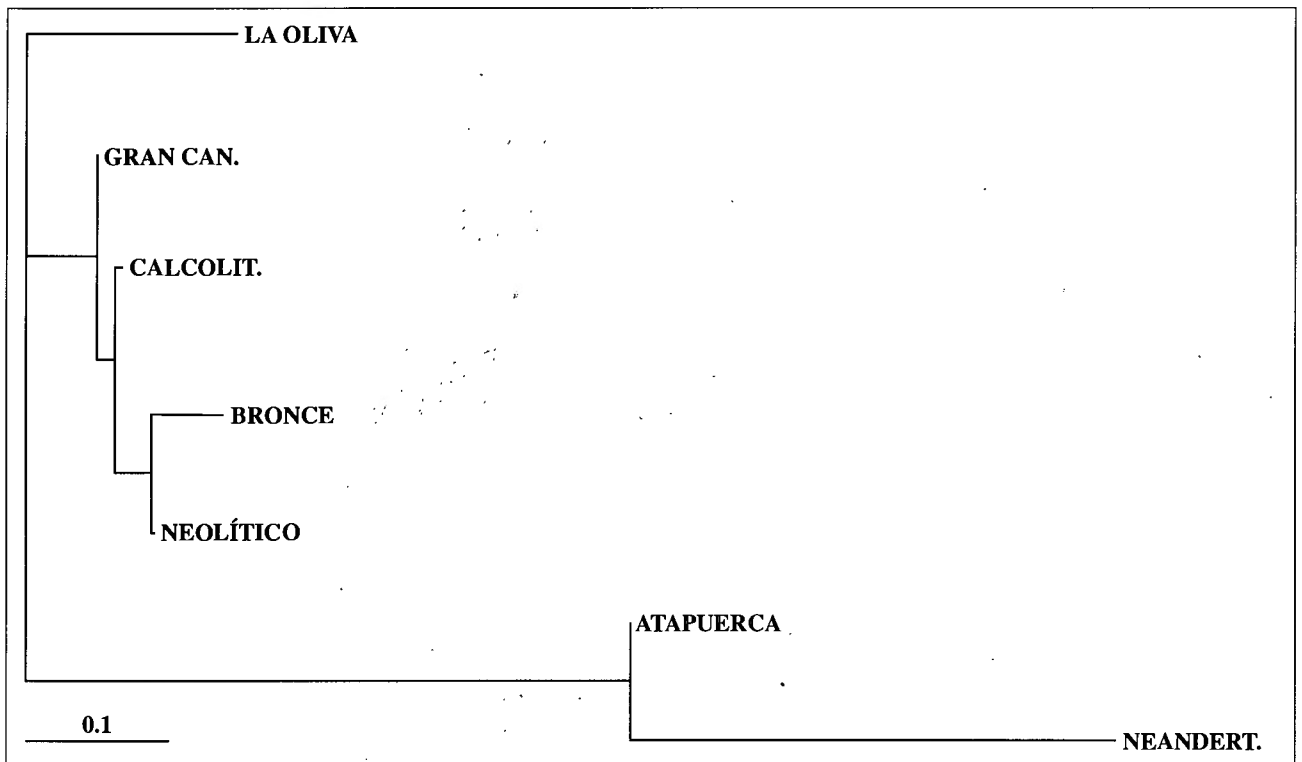 LA OLIVA
GRAN CAN.
CALCOLIT.
BRONCE
NEOLÍTICO
ATAPUERCA
0.1
NEANDERT.